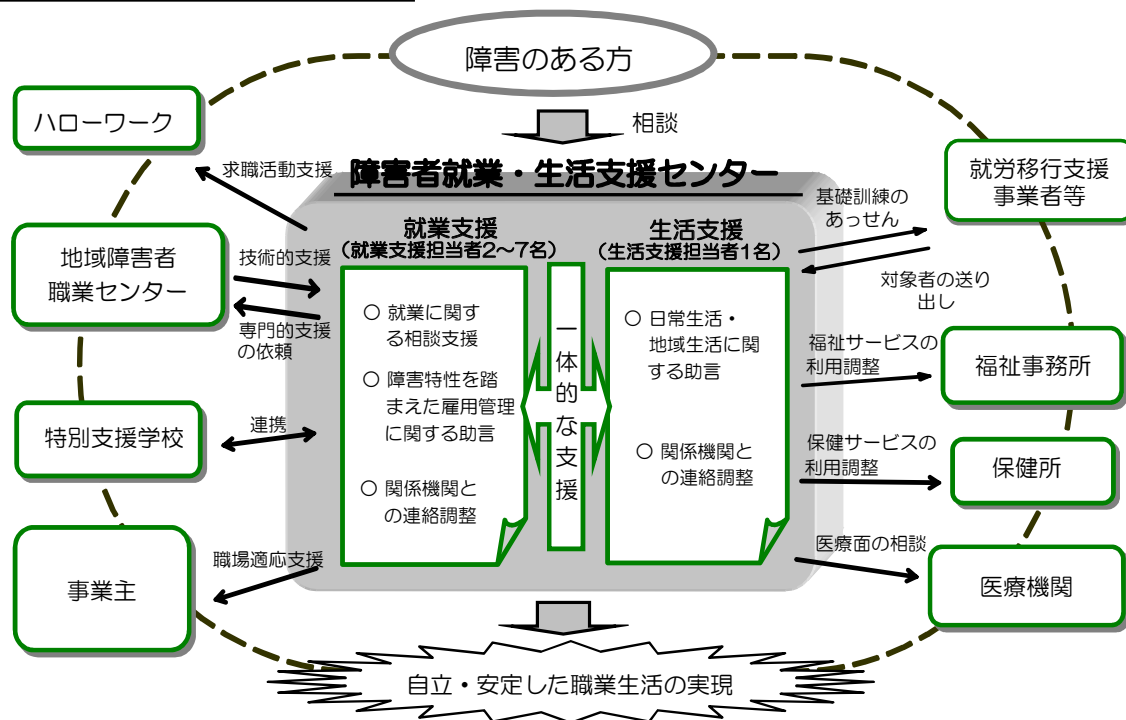 障害のある方
相談
障害者就業・生活支援センター
ハローワーク
求職活動支援
地域障害者
職業センター
技術的支援
専門的支援
の依頼
特別支援学校
連携
事業主
職場適応支援
就業支援
（就業支援担当者2～7名）
○ 就業に関す
る相談支援
○ 障害特性を踏
まえた雇用管理
に関する助言
○ 関係機関と
の連絡調整
一体的な支援
生活支援
（生活支援担当者1名）
○ 日常生活・
地域生活に関
する助言
○ 関係機関と
の連絡調整
基礎訓練の
あっせん
対象者の送り
出し
就労移行支援
事業者等
福祉サービスの
利用調整
福祉事務所
保健サービスの
利用調整
保健所
医療面の相談
医療機関
自立・安定した職業生活の実現